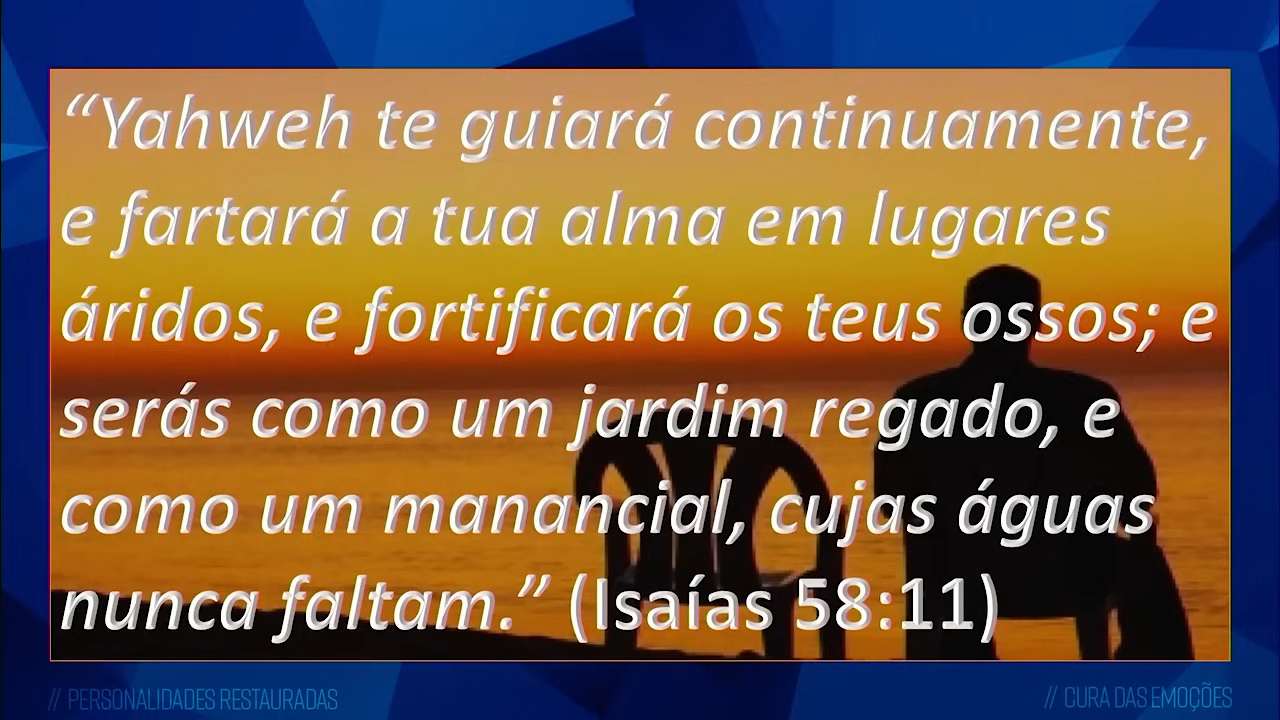 “Yahweh te guiará continuamente,
e fartará a tua alma em lugares
áridos, e fortificará os teus ossos; e
serás como um jardim regado, e
como um manancial, cujas águas
nunca faltam.” (Isaías 58:11)
// PERSONALIDADES RESTAURADAS
// CURA DAS EMOÇÕES